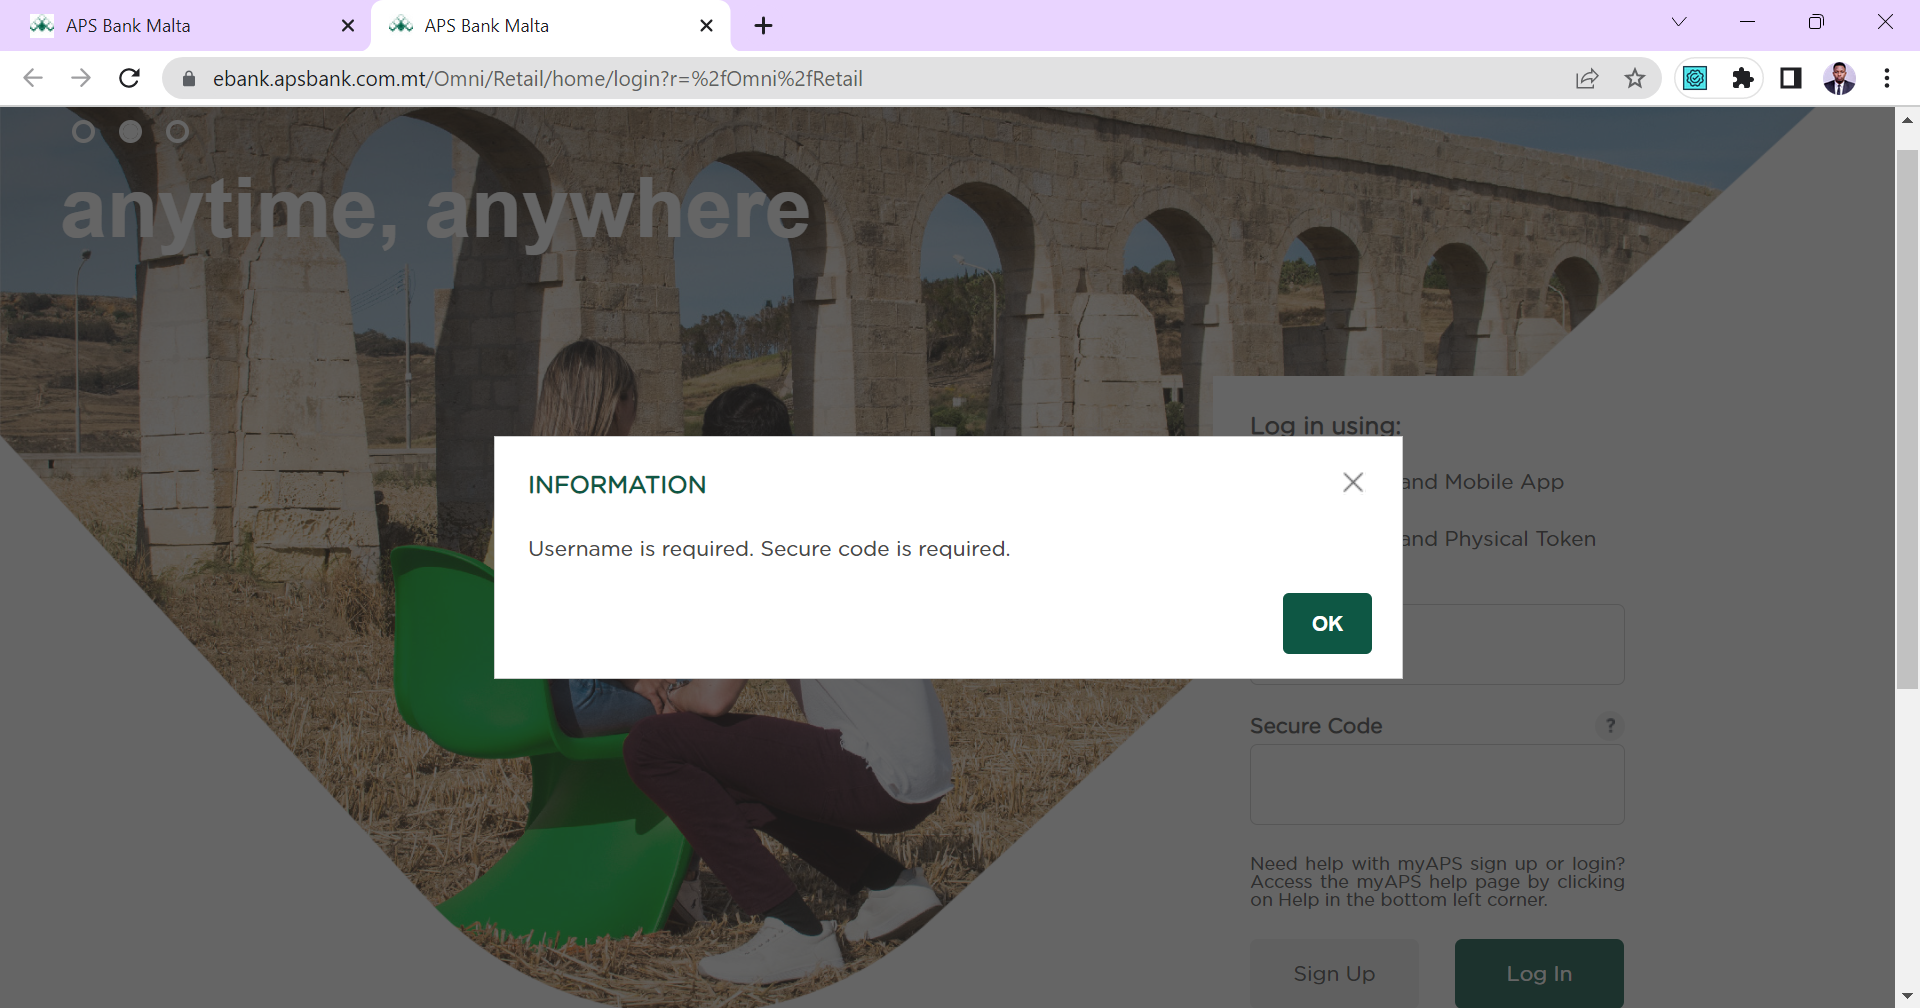 APS Bank Malta
APS Bank Malta
ebank.apsbank.com.mt/Omni/Retail/home/login?r=%2fOmni%2fRetail
anytime, anywhere
Log in using:
and Mobile App
and Physical Token
INFORMATION
Username is required. Secure code is required.
OK
Secure Code
?
Need help with myAPS sign up or login?
Access the myAPS help page by clicking
on Help in the bottom left corner.
Sign Up
Log In